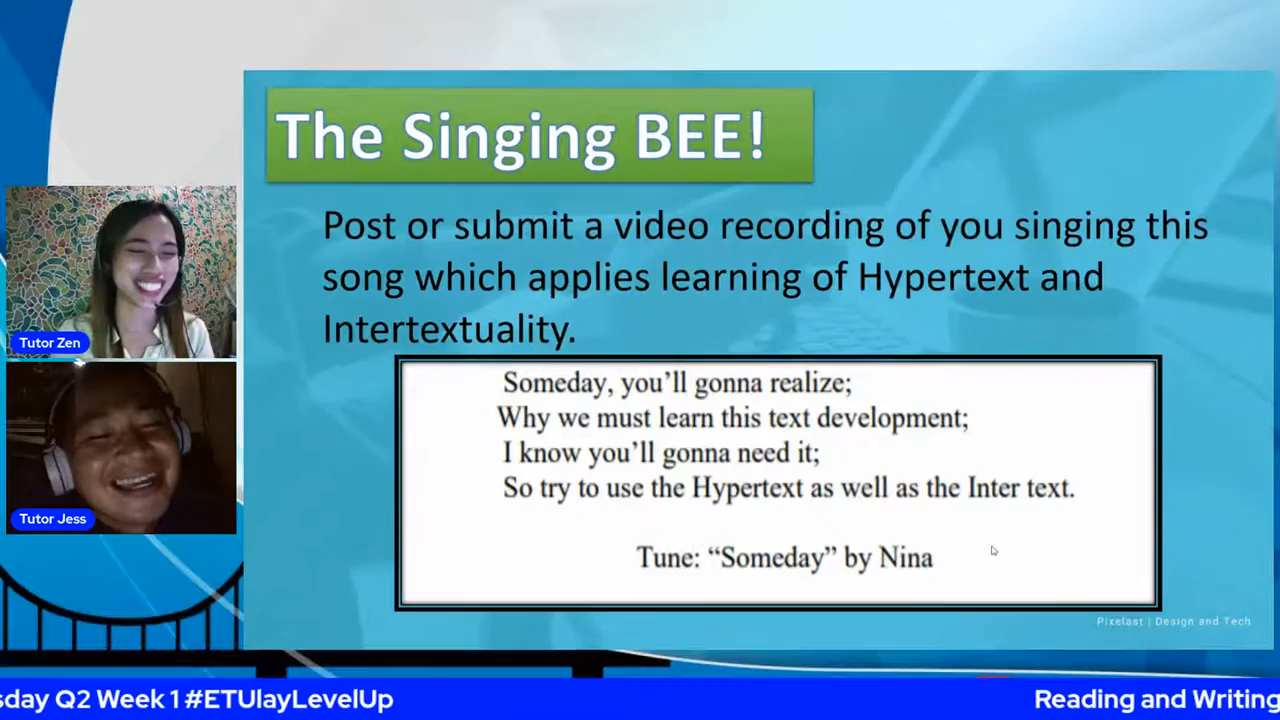 The Singing BEE!
Post or submit a video recording of you singing this
song which applies learning of Hypertext and
Intertextuality.
Someday, you'll gonna realize;
Why we must learn this text development;
I know you'll gonna need it;
So try to use the Hypertext as well as the Inter text.
Tune: “Someday” by Nina
Pixelast | Design and Tech
Tutor Zen
Tutor Jess
sday Q2 Week 1 #ETUlayLevelUp
Reading and Writing